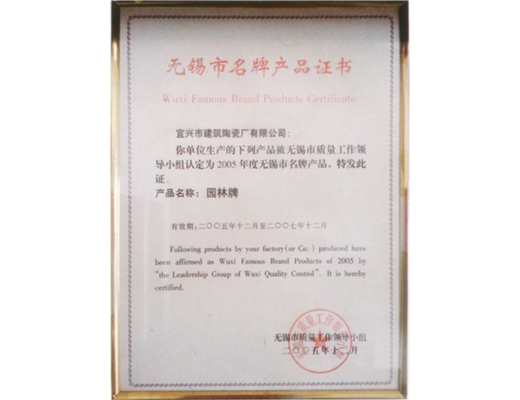 无锡市名牌产品证书
Wuxi Famous Brand Products Certificate
宜兴市建筑陶瓷厂有限公司:
你单位生产的下列产品被无锡市质量工作领
导小组认定为2005年度无锡市名牌产品, 特发此
证.
产品名称: 园林牌
有效期:二〇〇五年十二月至二〇〇七年十二月
Following products by your factory(or Co.) produced have
been affirmed as Wuxi Famous Brand Products of 2005 by
"the Leadership Group of Wuxi Quality Control". It is hereby
certified.
无锡市质量工作领导小组
二〇〇五年十二月